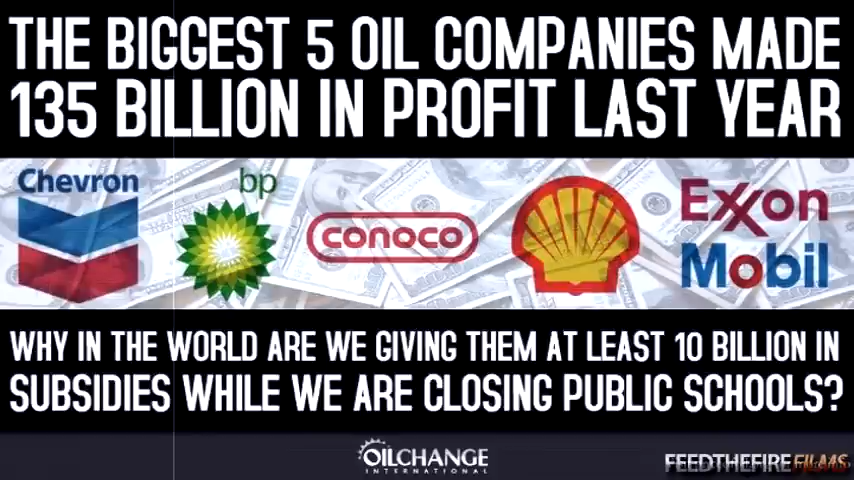 THE BIGGEST 5 OIL COMPANIES MADE
135 BILLION IN PROFIT LAST YEAR
Chevron
bp
conoco
Exxon
Mobil
WHY IN THE WORLD ARE WE GIVING THEM AT LEAST 10 BILLION IN
SUBSIDIES WHILE WE ARE CLOSING PUBLIC SCHOOLS?
OILCHANGE
INTERNATIONAL
FEEDTHEFIRE FILMS